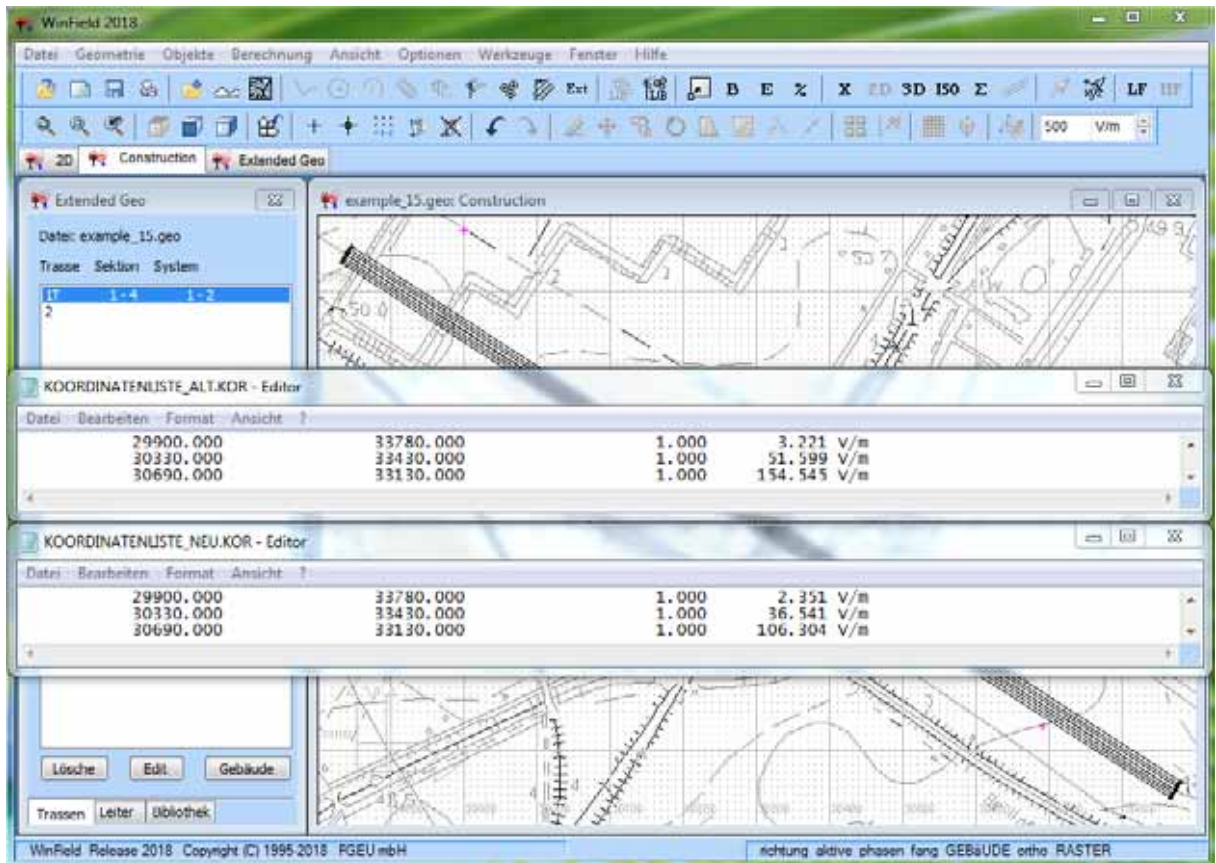 WinField 2018
Datei Geometrie Objekte Berechnung Ansicht Optionen Werkzeuge Fenster Hilfe
Ext B E % X 2D 3D ISO Σ LF HF
500 V/m
2D Construction Extended Geo
Extended Geo
Datei: example_15.geo
Trasse Sektion System
1T 1 - 4 1 - 2
2
example_15.geo: Construction
KOORDINATENLISTE_ALT.KOR - Editor
Datei Bearbeiten Format Ansicht ?
29900.000 33780.000 1.000 3.221 V/m
30330.000 33430.000 1.000 51.599 V/m
30690.000 33130.000 1.000 154.545 V/m
KOORDINATENLISTE_NEU.KOR - Editor
Datei Bearbeiten Format Ansicht ?
29900.000 33780.000 1.000 2.351 V/m
30330.000 33430.000 1.000 36.541 V/m
30690.000 33130.000 1.000 106.304 V/m
Lösche Edit Gebäude
Trassen Leiter Bibliothek
WinField Release 2018 Copyright (C) 1995-2018 FGEU mbH
richtung aktive phasen fang GEBäUDE ortho RASTER